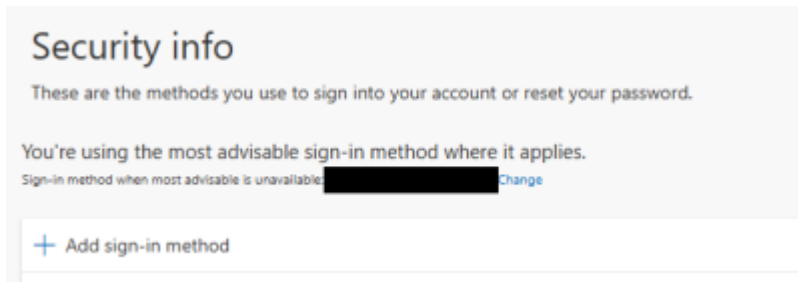 Security info
These are the methods you use to sign into your account or reset your password.
You're using the most advisable sign-in method where it applies.
Sign-in method when most advisable is unavailable: Change
+ Add sign-in method